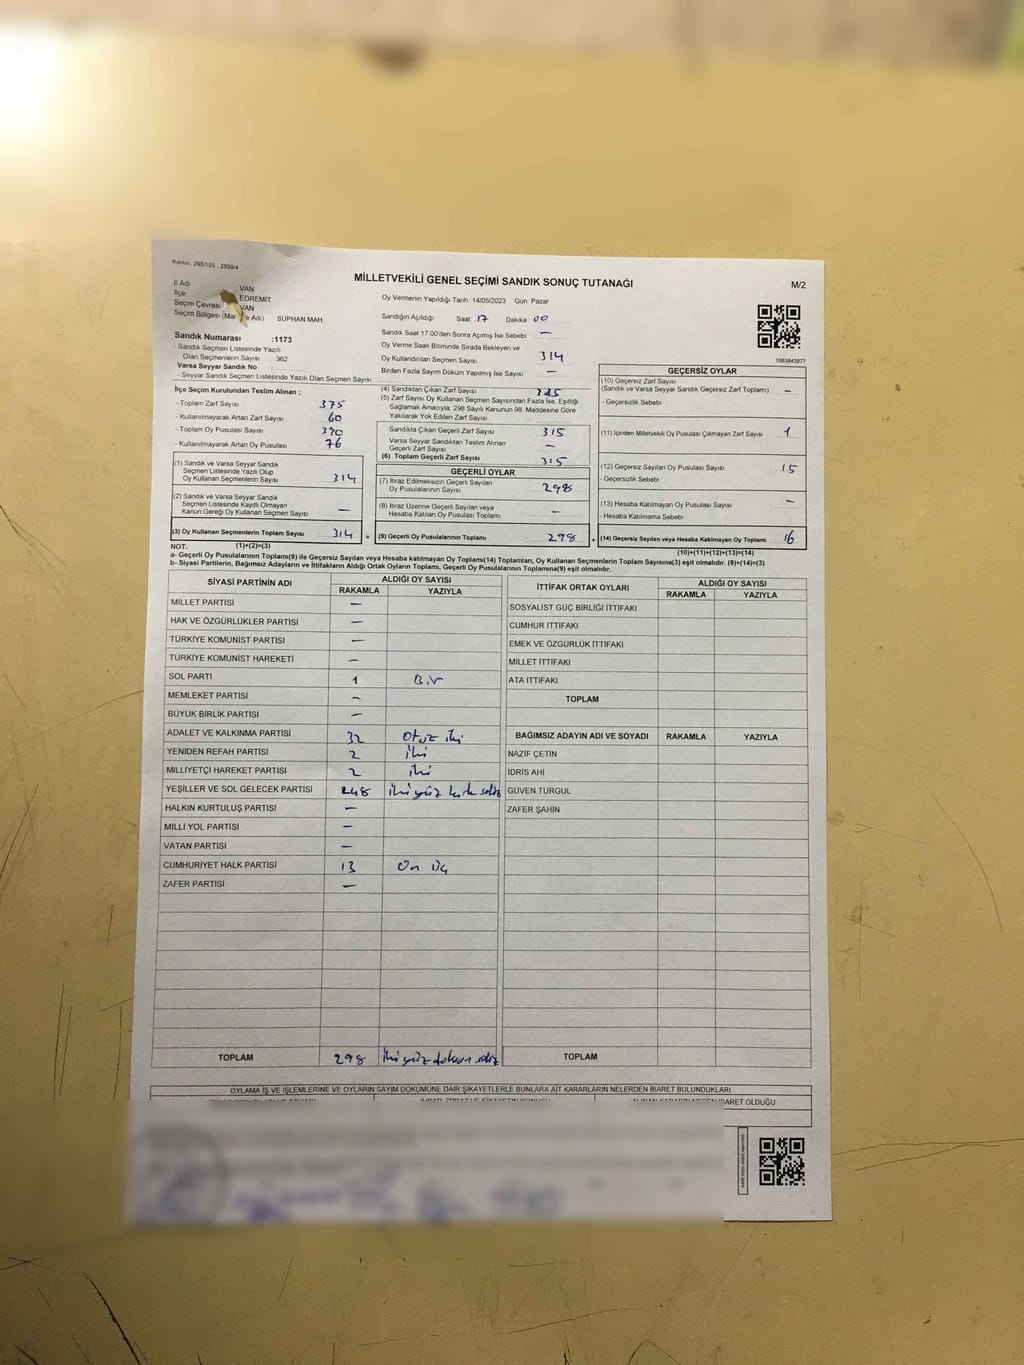 Kanun: 298/105 , 2839/4
MİLLETVEKİLİ GENEL SEÇİMİ SANDIK SONUÇ TUTANAĞI
M/2
İl Adı : VAN
İlçe EDREMİT
Seçim Çevresi VAN
Seçim Bölgesi SÜPHAN MAH.
Oy Vermenin Yapıldığı Tarih :14/05/2023 Gün: Pazar
Sandığın Açıldığı Saat: 17 Dakika 00
Sandık Saat 17.00'den Sonra Açılmış İse Sebebi —
Oy Verme Saati Bitiminde Sırada Bekleyen ve
Oy Kullandırılan Seçmen Sayısı 314
Birden Fazla Sayım Döküm Yapılmış İse Sayısı —
Sandık Numarası :1173
- Sandık Seçmen Listesinde Yazılı
Olan Seçmenlerin Sayısı 362
Varsa Seyyar Sandık No :
- Seyyar Sandık Seçmen Listesinde Yazılı Olan Seçmen Sayısı:
İlçe Seçim Kurulundan Teslim Alınan ;
- Toplam Zarf Sayısı 375
- Kullanılmayarak Artan Zarf Sayısı 60
- Toplam Oy Pusulası Sayısı 390
- Kullanılmayarak Artan Oy Pusulası 76
(1) Sandık ve Varsa Seyyar Sandık
Seçmen Listesinde Yazılı Olup
Oy Kullanan Seçmenlerin Sayısı 314
(2) Sandık ve Varsa Seyyar Sandık
Seçmen Listesinde Kayıtlı Olmayan
Kanun Gereği Oy Kullanan Seçmen Sayısı —
(3) Oy Kullanan Seçmenlerin Toplam Sayısı 314 =
(1)+(2)=(3)
(4) Sandıktan Çıkan Zarf Sayısı
(5) Zarf Sayısı Oy Kullanan Seçmen Sayısından Fazla İse, Eşitliği
Sağlamak Amacıyla, 298 Sayılı Kanunun 98. Maddesine Göre
Yakılarak Yok Edilen Zarf Sayısı —
Sandıkta Çıkan Geçerli Zarf Sayısı 315
Varsa Seyyar Sandıktan Teslim Alınan
Geçerli Zarf Sayısı —
(6) Toplam Geçerli Zarf Sayısı 315
GEÇERLİ OYLAR
(7) İtiraz Edilmeksizin Geçerli Sayılan
Oy Pusulalarının Sayısı 298
(8) İtiraz Üzerine Geçerli Sayılan veya
Hesaba Katılan Oy Pusulası Toplamı —
(9) Geçerli Oy Pusulalarının Toplamı 298 +
1083843977
GEÇERSİZ OYLAR
(10) Geçersiz Zarf Sayısı
(Sandık ve Varsa Seyyar Sandık Geçersiz Zarf Toplamı) —
- Geçersizlik Sebebi
(11) İçinden Milletvekili Oy Pusulası Çıkmayan Zarf Sayısı 1
(12) Geçersiz Sayılan Oy Pusulası Sayısı 15
- Geçersizlik Sebebi
(13) Hesaba Katılmayan Oy Pusulası Sayısı —
- Hesaba Katılmama Sebebi
(14) Geçersiz Sayılan veya Hesaba Katılmayan Oy Toplamı 16
(10)+(11)+(12)+(13)=(14)
NOT:
a- Geçerli Oy Pusulalarının Toplamı(9) ile Geçersiz Sayılan veya Hesaba katılmayan Oy Toplamı(14) Toplamları, Oy Kullanan Seçmenlerin Toplam Sayısına(3) eşit olmalıdır. (9)+(14)=(3)
b- Siyasi Partilerin, Bağımsız Adayların ve İttifakların Aldığı Ortak Oyların Toplamı, Geçerli Oy Pusulalarının Toplamına(9) eşit olmalıdır.
SİYASİ PARTİNİN ADI ALDIĞI OY SAYISI
RAKAMLA YAZIYLA
MİLLET PARTİSİ —
HAK VE ÖZGÜRLÜKLER PARTİSİ —
TÜRKİYE KOMÜNİST PARTİSİ —
TÜRKİYE KOMÜNİST HAREKETİ —
SOL PARTİ 1 Bir
MEMLEKET PARTİSİ —
BÜYÜK BİRLİK PARTİSİ —
ADALET VE KALKINMA PARTİSİ 32 Otuz iki
YENİDEN REFAH PARTİSİ 2 iki
MİLLİYETÇİ HAREKET PARTİSİ 2 iki
YEŞİLLER VE SOL GELECEK PARTİSİ 248 iki yüz kırk sekiz
HALKIN KURTULUŞ PARTİSİ —
MİLLİ YOL PARTİSİ —
VATAN PARTİSİ —
CUMHURİYET HALK PARTİSİ 13 On üç
ZAFER PARTİSİ —
TOPLAM 298 iki yüz doksan sekiz
İTTİFAK ORTAK OYLARI ALDIĞI OY SAYISI
RAKAMLA YAZIYLA
SOSYALİST GÜÇ BİRLİĞİ İTTİFAKI
CUMHUR İTTİFAKI
EMEK VE ÖZGÜRLÜK İTTİFAKI
MİLLET İTTİFAKI
ATA İTTİFAKI
TOPLAM
BAĞIMSIZ ADAYIN ADI VE SOYADI RAKAMLA YAZIYLA
NAZİF ÇETİN
İDRİS AHİ
GÜVEN TURGUL
ZAFER ŞAHİN
TOPLAM
OYLAMA İŞ VE İŞLEMLERİNE VE OYLARIN SAYIM DÖKÜMÜNE DAİR ŞİKAYETLERLE BUNLARA AİT KARARLARIN NELERDEN İBARET BULUNDUKLARI